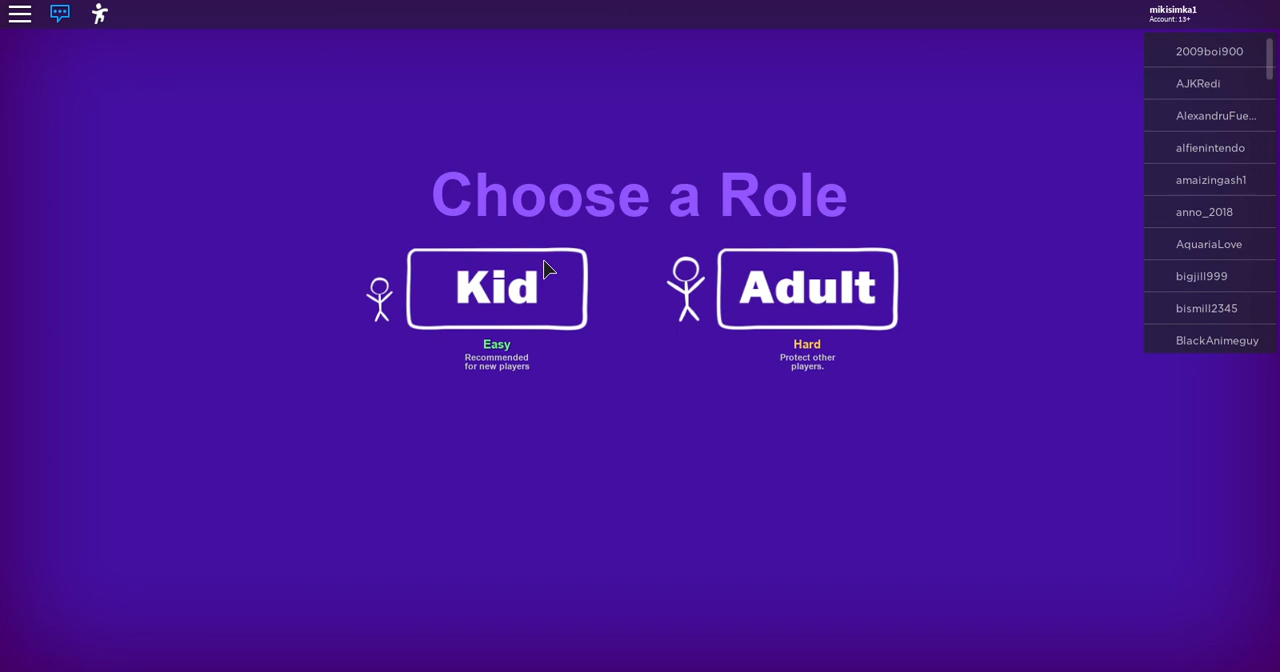 mikisimka1
Account: 13+
2009boi900
AJKRedi
AlexandruFue...
alfienintendo
amaizingash1
anno_2018
AquariaLove
bigjill999
bismill2345
BlackAnimeguy
Choose a Role
Kid
Easy
Recommended
for new players
Adult
Hard
Protect other
players.